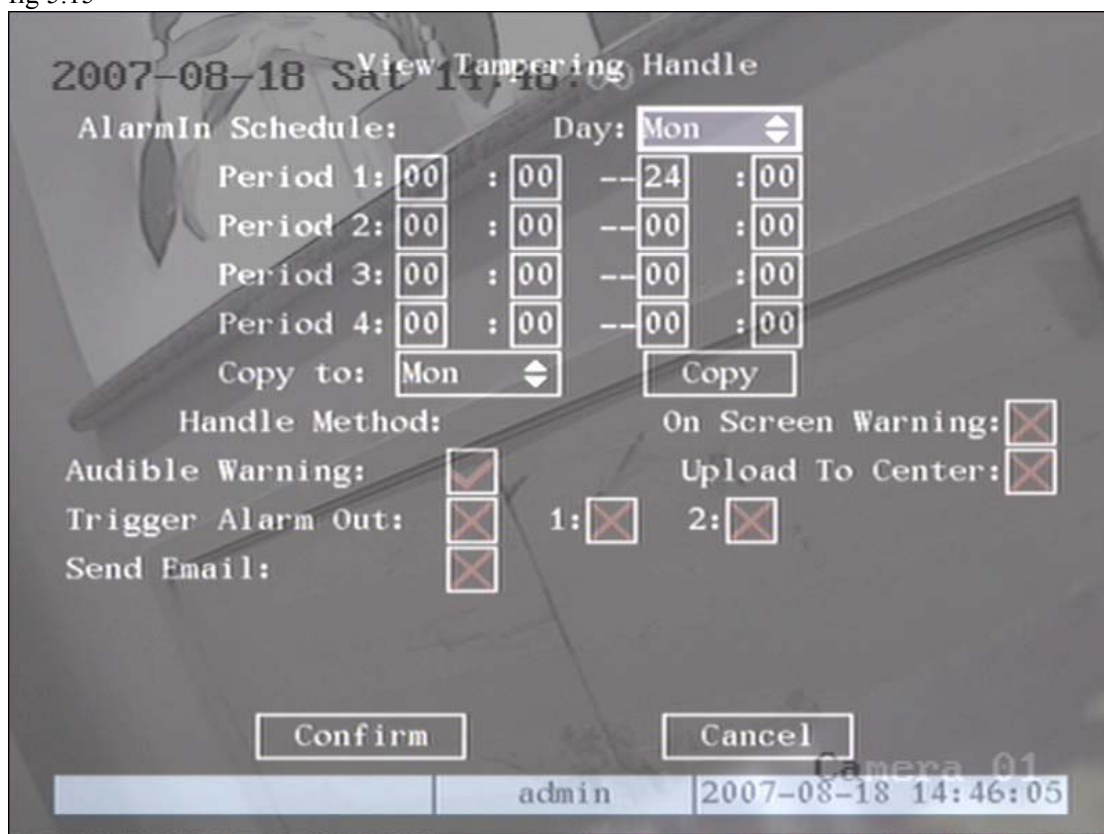 fig 5.15
View Tampering Handle
2007-08-18 Sat 14:46:00
AlarmIn Schedule: Day: Mon
Period 1: 00 : 00 --24 : 00
Period 2: 00 : 00 --00 : 00
Period 3: 00 : 00 --00 : 00
Period 4: 00 : 00 --00 : 00
Copy to: Mon Copy
Handle Method: On Screen Warning:
Audible Warning: Upload To Center:
Trigger Alarm Out: 1: 2:
Send Email:
Confirm Cancel
Camera 01
admin 2007-08-18 14:46:05